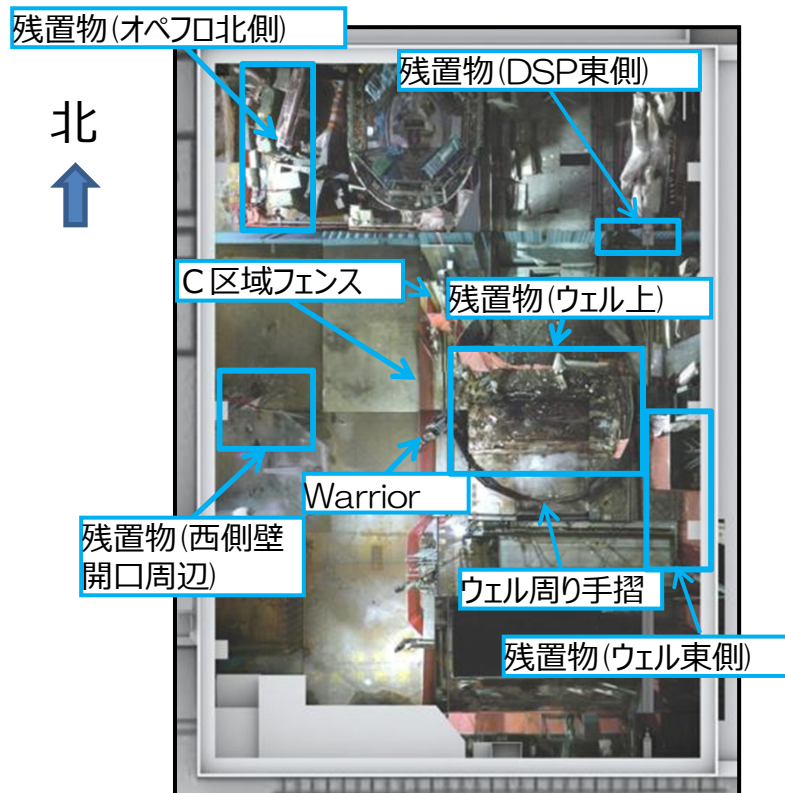 残置物(オペフロ北側)
残置物(DSP東側)
北
C区域フェンス
残置物(ウェル上)
Warrior
残置物(西側壁
開口周辺)
ウェル周り手摺
残置物(ウェル東側)